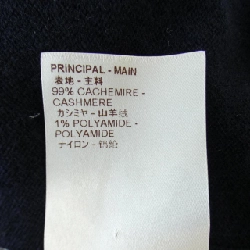 PRINCIPAL - MAIN
表地 - 主料
99% CACHEMIRE -
CASHMERE
カシミヤ - 山羊绒
1% POLYAMIDE -
POLYAMIDE
ナイロン - 锦纶